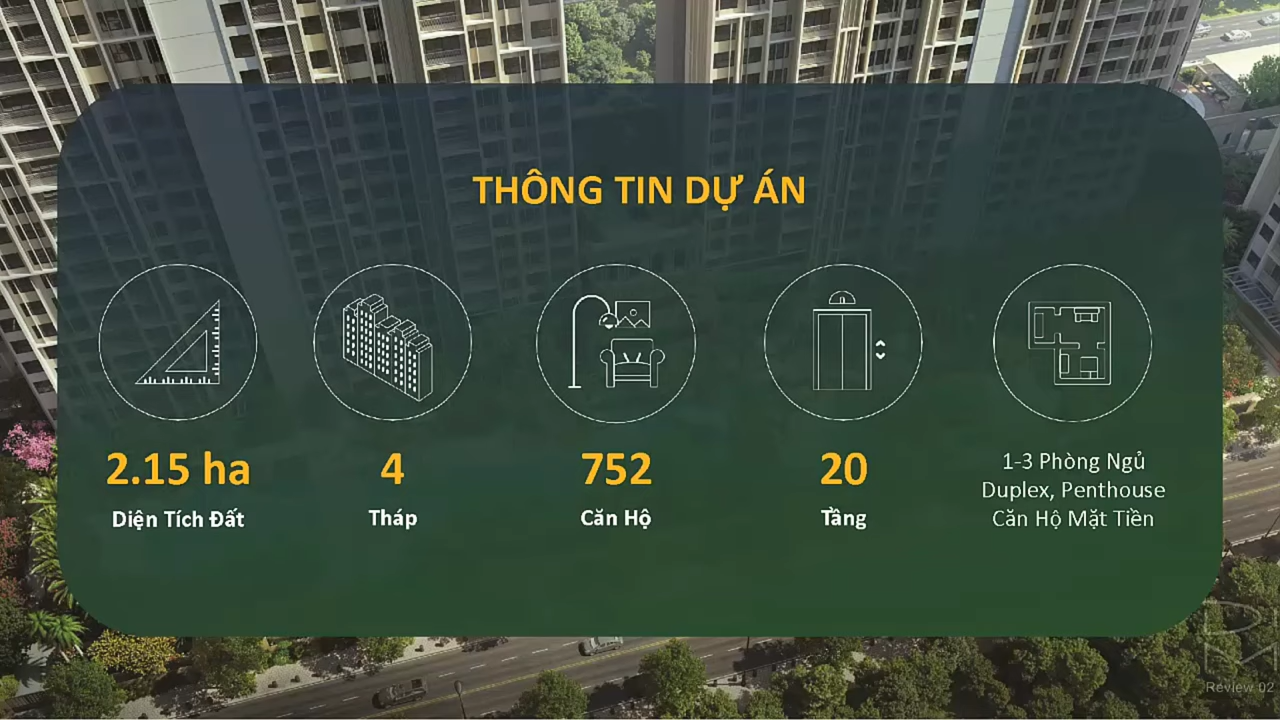 THÔNG TIN DỰ ÁN
2.15 ha
Diện Tích Đất
4
Tháp
752
Căn Hộ
20
Tầng
1-3 Phòng Ngủ
Duplex, Penthouse
Căn Hộ Mặt Tiền
Review 02